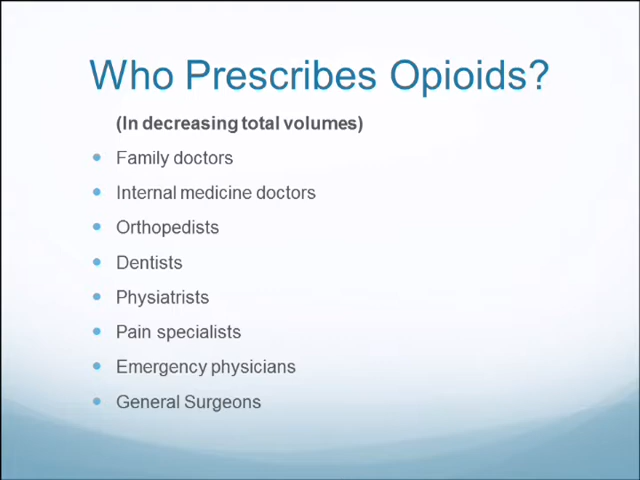 Who Prescribes Opioids?
(In decreasing total volumes)
Family doctors
Internal medicine doctors
Orthopedists
Dentists
Physiatrists
Pain specialists
Emergency physicians
General Surgeons